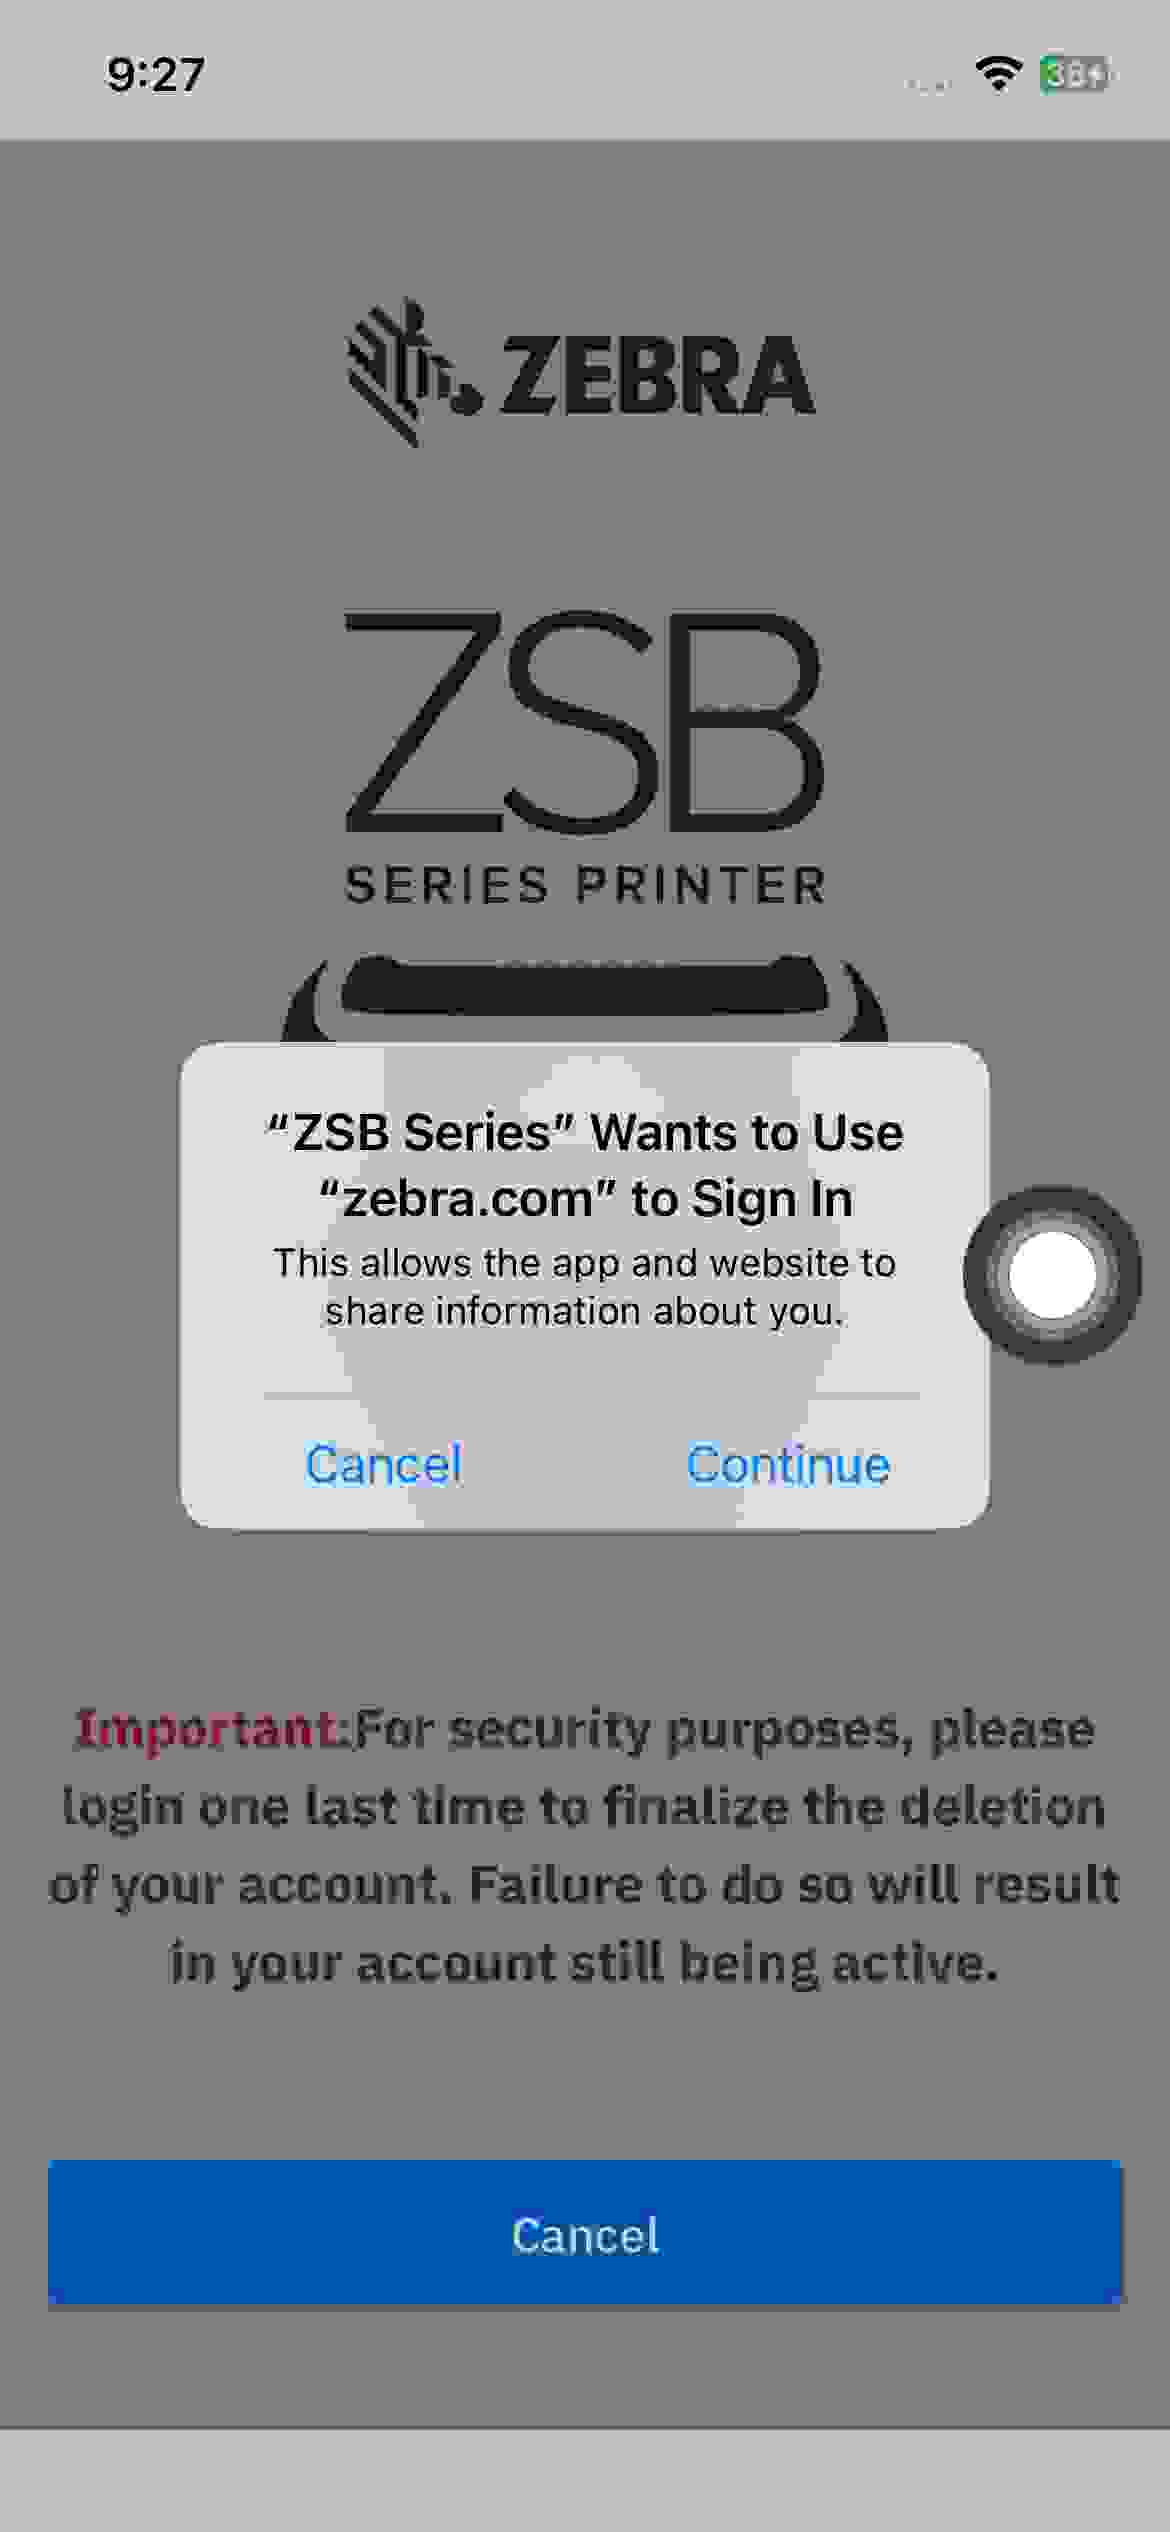 9:27
38
ZEBRA
ZSB
SERIES PRINTER
“ZSB Series” Wants to Use
“zebra.com” to Sign In
This allows the app and website to
share information about you.
Cancel
Continue
Important:For security purposes, please
login one last time to finalize the deletion
of your account. Failure to do so will result
in your account still being active.
Cancel